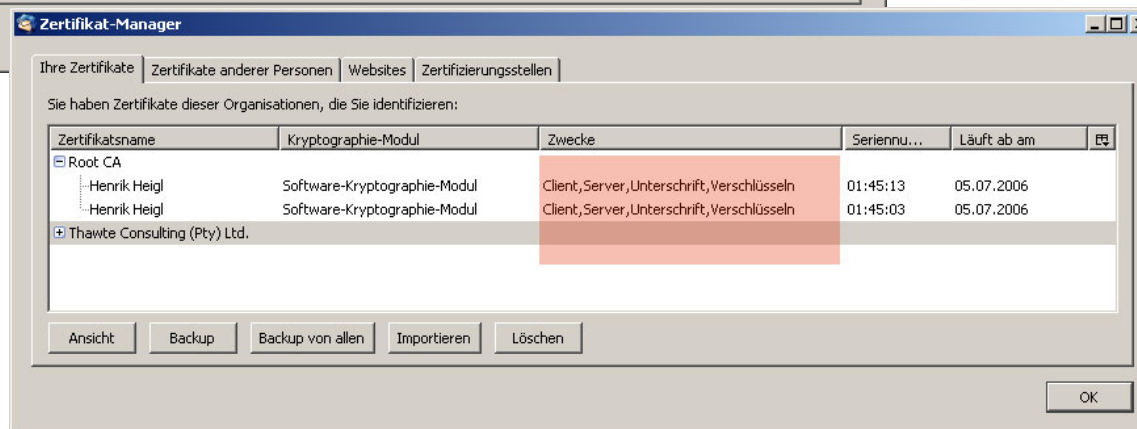 Zertifikat-Manager
Ihre Zertifikate Zertifikate anderer Personen Websites Zertifizierungsstellen
Sie haben Zertifikate dieser Organisationen, die Sie identifizieren:
Zertifikatsname Kryptographie-Modul Zwecke Seriennu... Läuft ab am
Root CA
Henrik Heigl Software-Kryptographie-Modul Client,Server,Unterschrift,Verschlüsseln 01:45:13 05.07.2006
Henrik Heigl Software-Kryptographie-Modul Client,Server,Unterschrift,Verschlüsseln 01:45:03 05.07.2006
Thawte Consulting (Pty) Ltd.
Ansicht Backup Backup von allen Importieren Löschen
OK